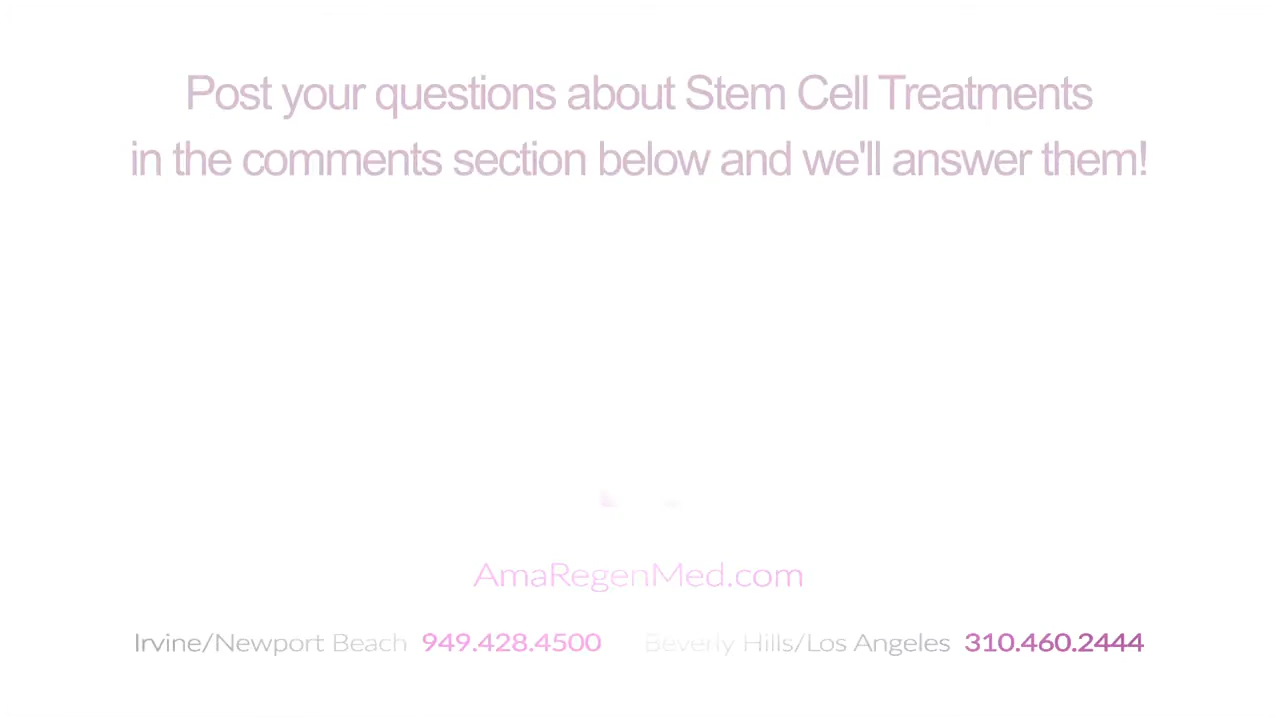 Post your questions about Stem Cell Treatments
in the comments section below and we'll answer them!
AmaRegenMed.com
Irvine/Newport Beach 949.428.4500 Beverly Hills/Los Angeles 310.460.2444